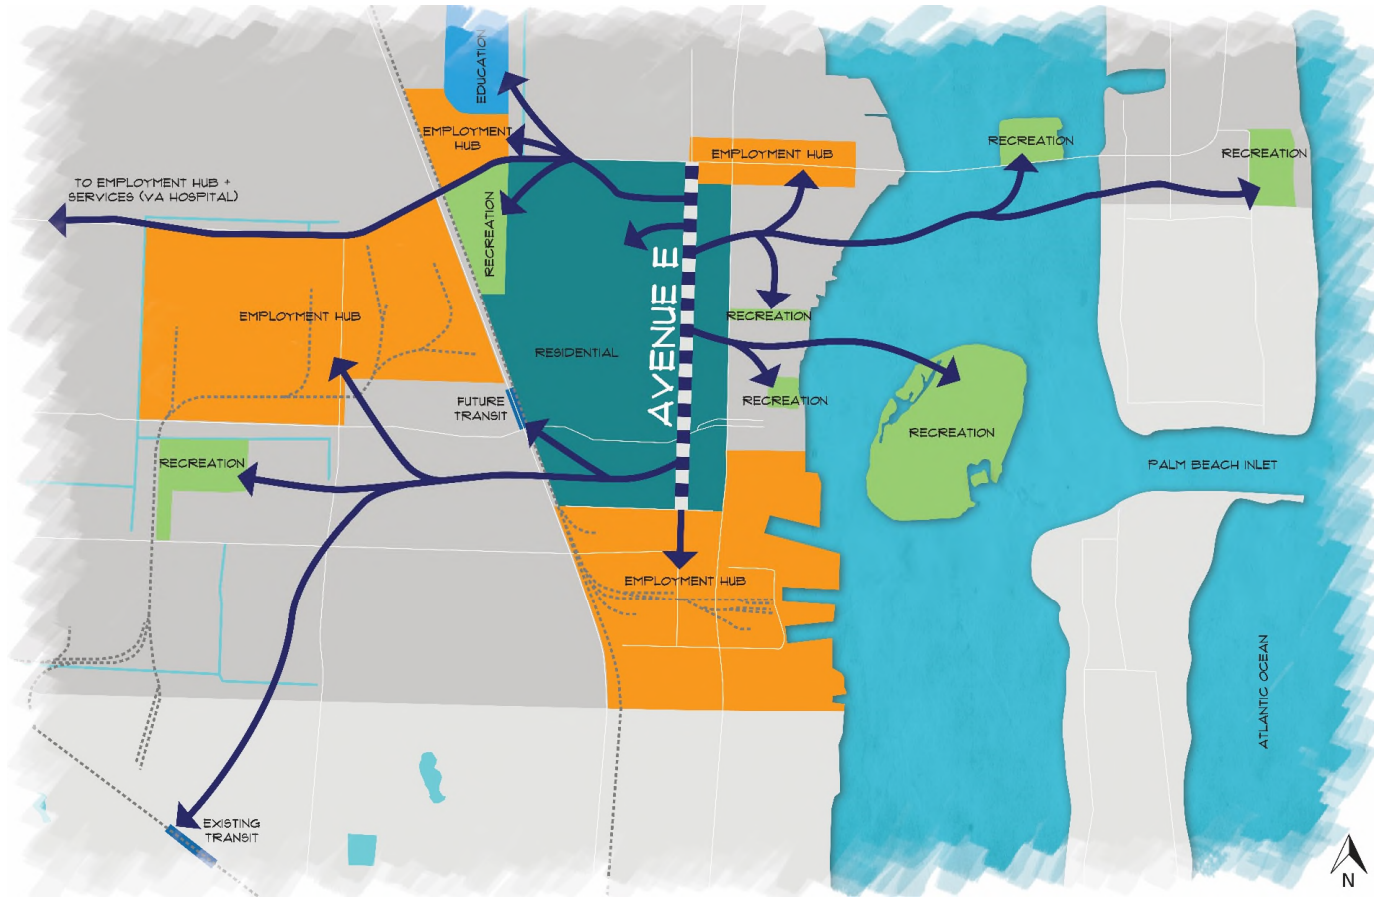 EDUCATION
EMPLOYMENT
HUB
EMPLOYMENT HUB
RECREATION
RECREATION
TO EMPLOYMENT HUB +
SERVICES (VA HOSPITAL)
RECREATION
AVENUE E
EMPLOYMENT HUB
RECREATION
RESIDENTIAL
FUTURE
TRANSIT
RECREATION
RECREATION
RECREATION
PALM BEACH INLET
EMPLOYMENT HUB
ATLANTIC OCEAN
EXISTING
TRANSIT
N